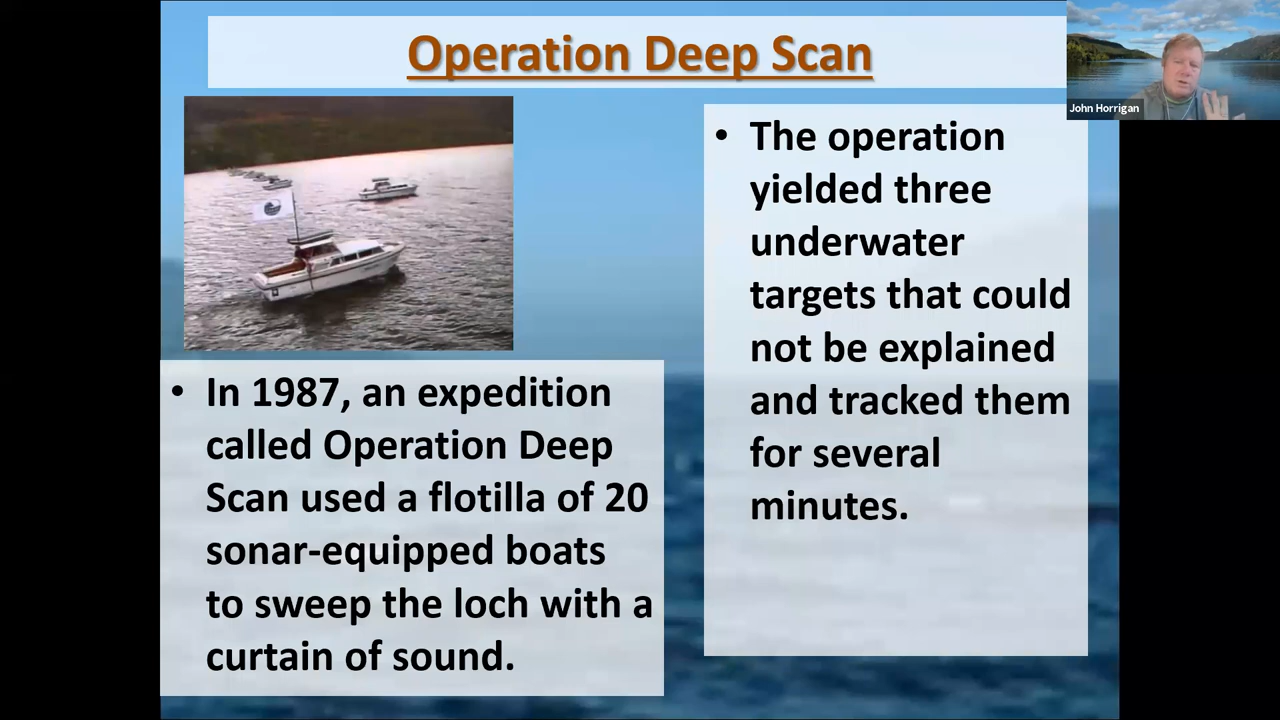 Operation Deep Scan
John Horrigan
• In 1987, an expedition
called Operation Deep
Scan used a flotilla of 20
sonar-equipped boats
to sweep the loch with a
curtain of sound.
• The operation
yielded three
underwater
targets that could
not be explained
and tracked them
for several
minutes.